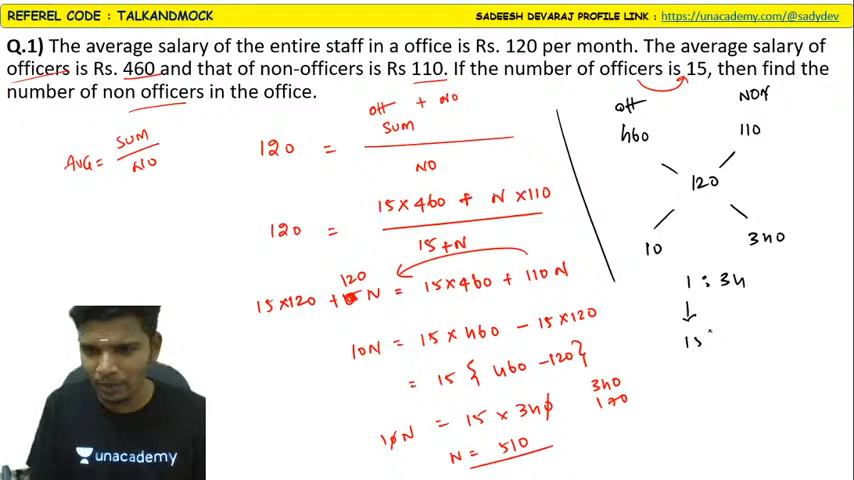 REFEREL CODE : TALKANDMOCK
SADEESH DEVARAJ PROFILE LINK : https://unacademy.com/@sadydev
Q.1) The average salary of the entire staff in a office is Rs. 120 per month. The average salary of
officers is Rs. 460 and that of non-officers is Rs 110. If the number of officers is 15, then find the
number of non officers in the office.
AVG = SUM / NO
off + NO
SUM
120 = 
NO
120 = 15 x 460 + N x 110
15 + N
120
15 x 120 + N = 15 x 460 + 110 N
10N = 15 x 460 - 15 x 120
= 15 { 460 - 120 }
340
170
10N = 15 x 340
N = 510
off NOff
460 110
120
10 340
1 : 34
↓
15
unacademy